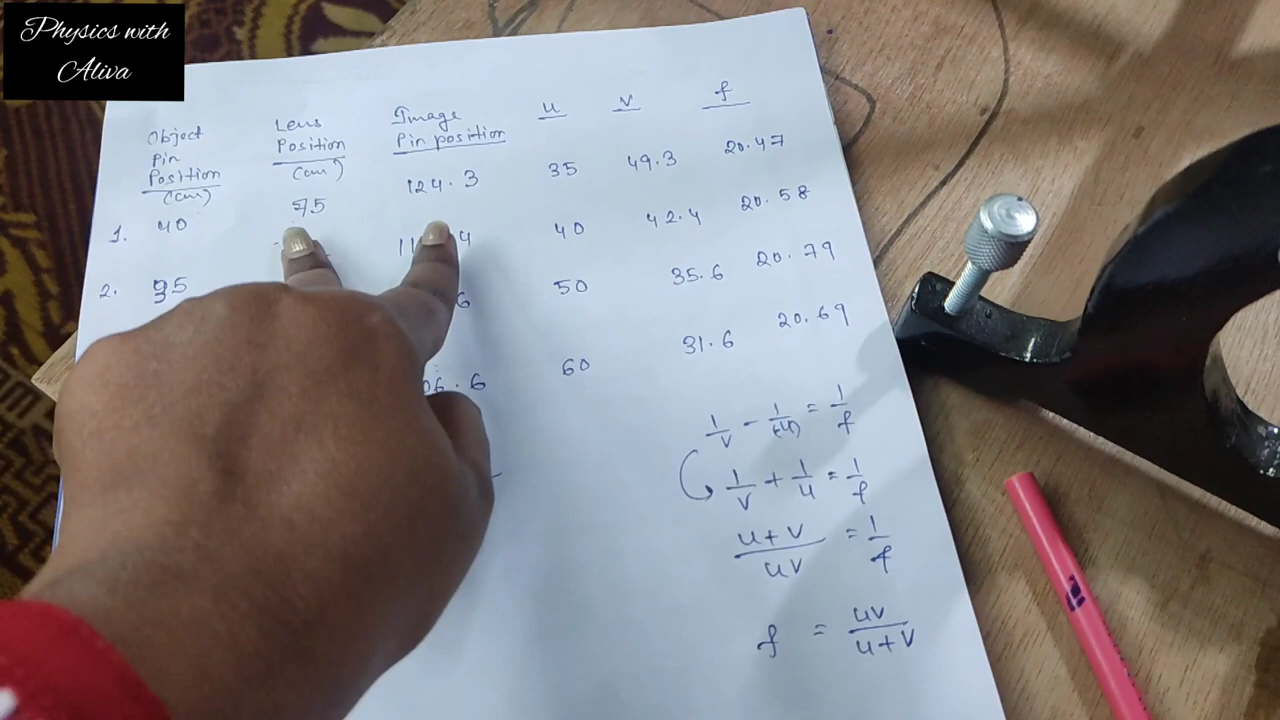 Physics with
Aliva
Object
Pin
Position
(cm)
Lens
Position
(cm)
Image
Pin position
u
v
f
1. 40 75 124.3 35 49.3 20.47
2. 35 40 42.4 20.58
50 35.6 20.79
60 31.6 20.69
1/v - 1/(-u) = 1/f
1/v + 1/u = 1/f
u+v/uv = 1/f
f = uv/u+v